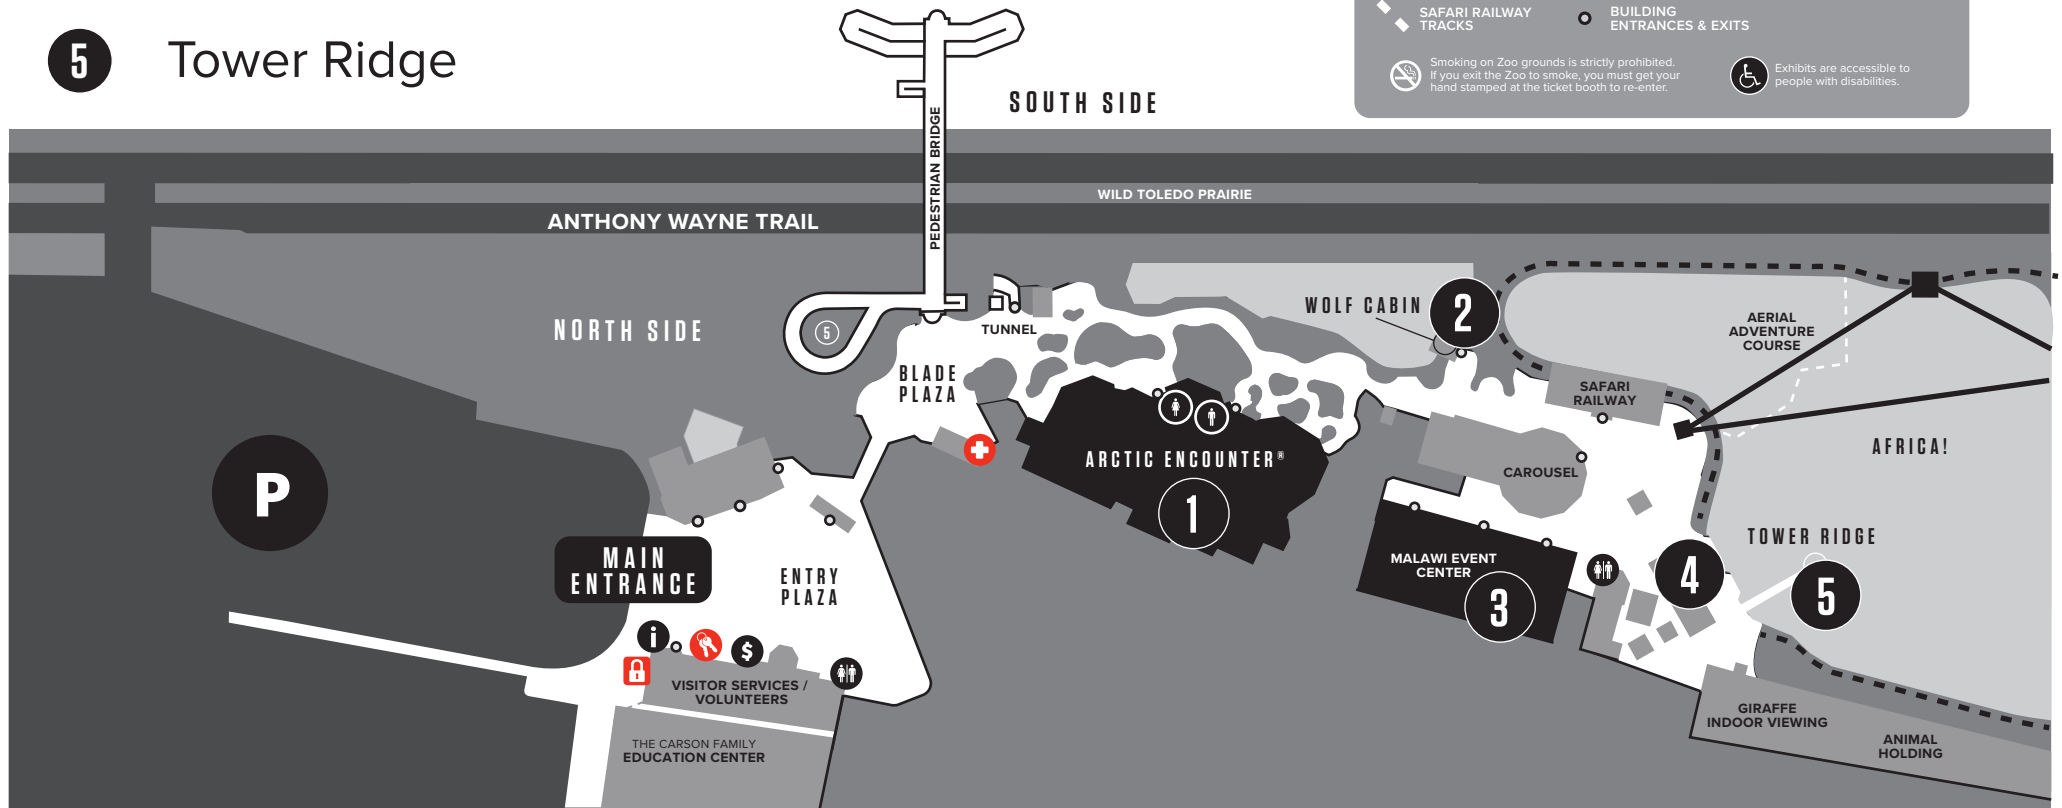 5 Tower Ridge
SAFARI RAILWAY
TRACKS
BUILDING
ENTRANCES & EXITS
Smoking on Zoo grounds is strictly prohibited.
If you exit the Zoo to smoke, you must get your
hand stamped at the ticket booth to re-enter.
Exhibits are accessible to
people with disabilities.
SOUTH SIDE
PEDESTRIAN BRIDGE
WILD TOLEDO PRAIRIE
ANTHONY WAYNE TRAIL
NORTH SIDE
5
TUNNEL
BLADE
PLAZA
WOLF CABIN
2
AERIAL
ADVENTURE
COURSE
SAFARI
RAILWAY
AFRICA!
ARCTIC ENCOUNTER®
1
CAROUSEL
P
MAIN
ENTRANCE
ENTRY
PLAZA
MALAWI EVENT
CENTER
3
4
TOWER RIDGE
5
i
$
VISITOR SERVICES /
VOLUNTEERS
THE CARSON FAMILY
EDUCATION CENTER
GIRAFFE
INDOOR VIEWING
ANIMAL
HOLDING